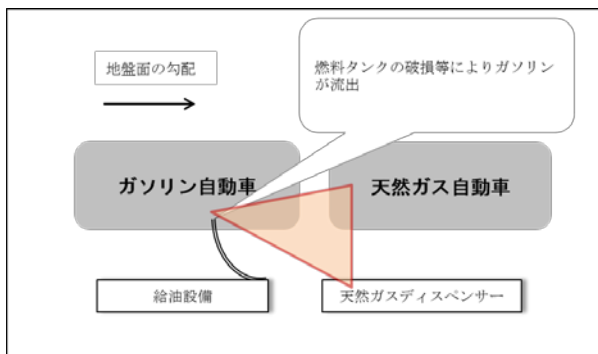 地盤面の勾配
燃料タンクの破損等によりガソリン
が流出
ガソリン自動車
天然ガス自動車
給油設備
天然ガスディスペンサー